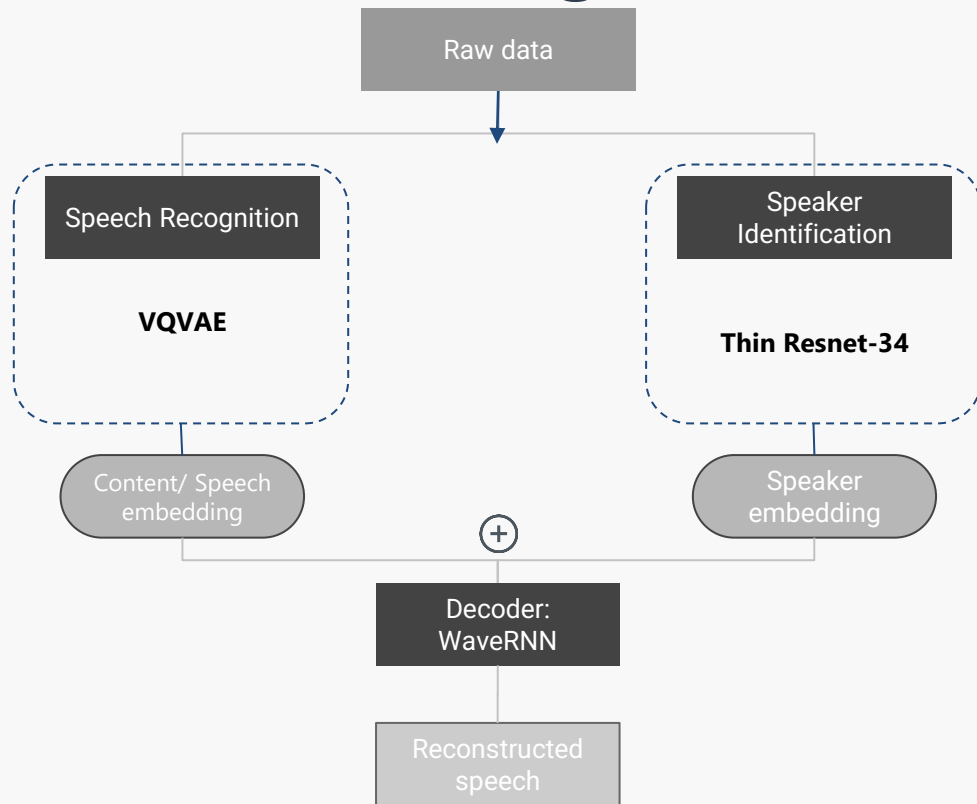 Raw data
Speech Recognition
Speaker
Identification
VQVAE
Thin Resnet-34
Content/ Speech
embedding
Speaker
embedding
+
Decoder:
WaveRNN
Reconstructed
speech